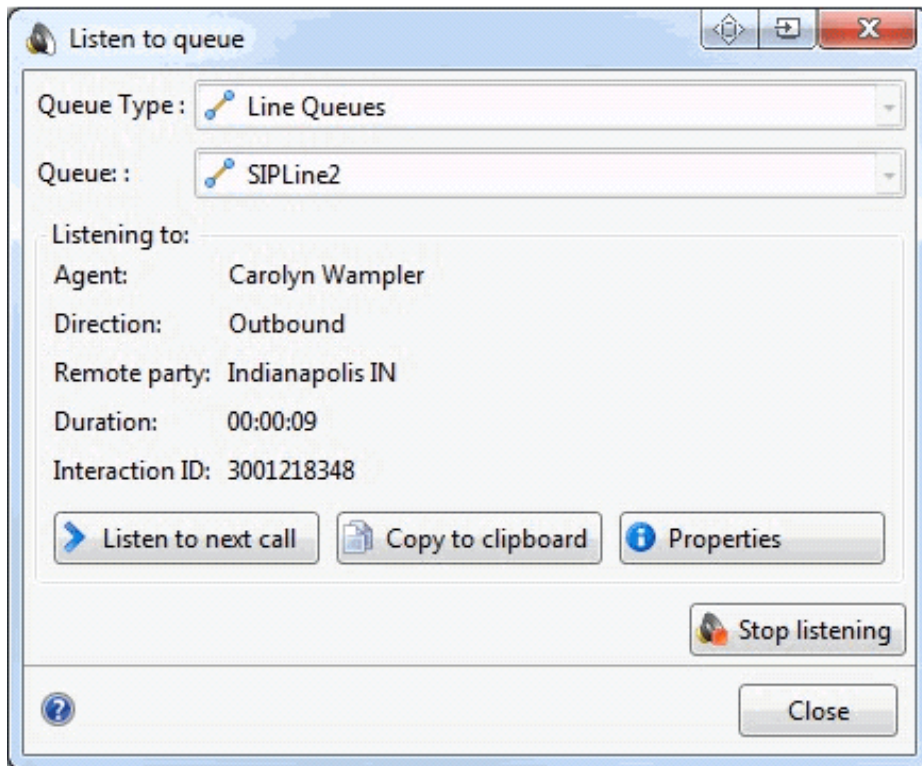 Listen to queue
Queue Type : Line Queues
Queue: : SIPLine2
Listening to:
Agent: Carolyn Wampler
Direction: Outbound
Remote party: Indianapolis IN
Duration: 00:00:09
Interaction ID: 3001218348
Listen to next call Copy to clipboard Properties
Stop listening
Close